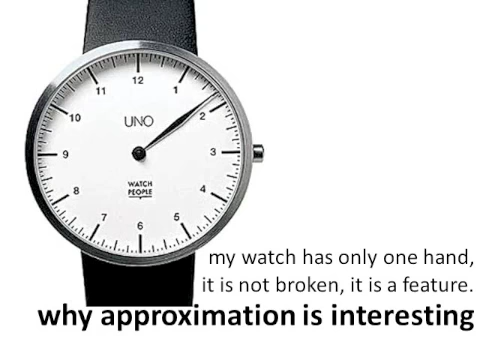 12
11
1
10
UNO
2
9
3
WATCH
PEOPLE
8
4
7
5
6
my watch has only one hand,
it is not broken, it is a feature.
why approximation is interesting